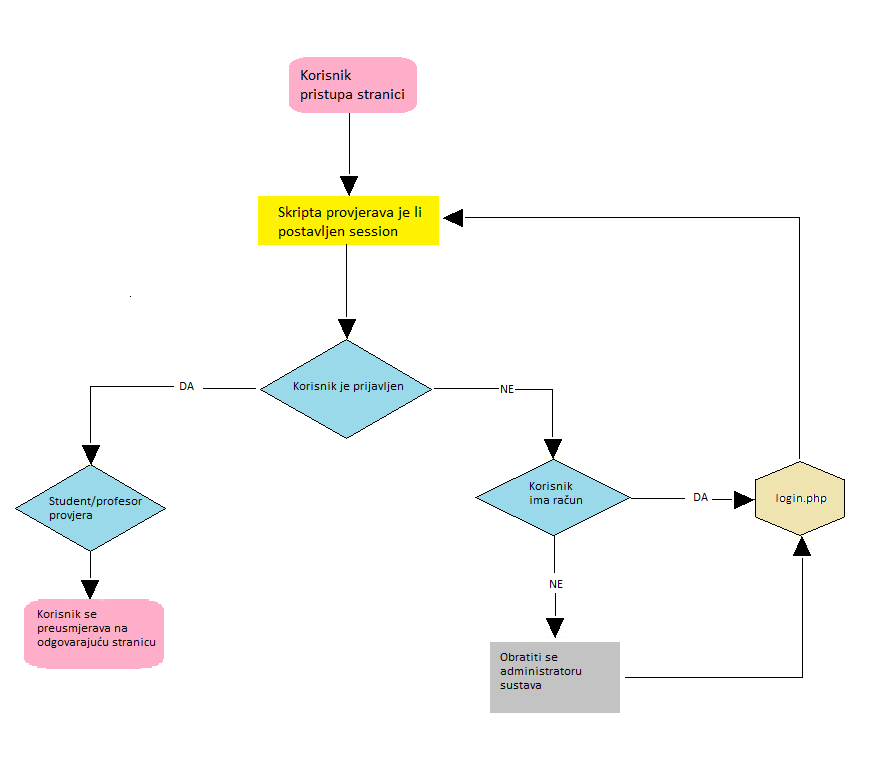 Korisnik
pristupa stranici
Skripta provjerava je li
postavljen session
Korisnik je prijavljen
DA
NE
Student/profesor
provjera
Korisnik se
preusmjerava na
odgovarajuću stranicu
Korisnik
ima račun
DA
login.php
NE
Obratiti se
administratoru
sustava